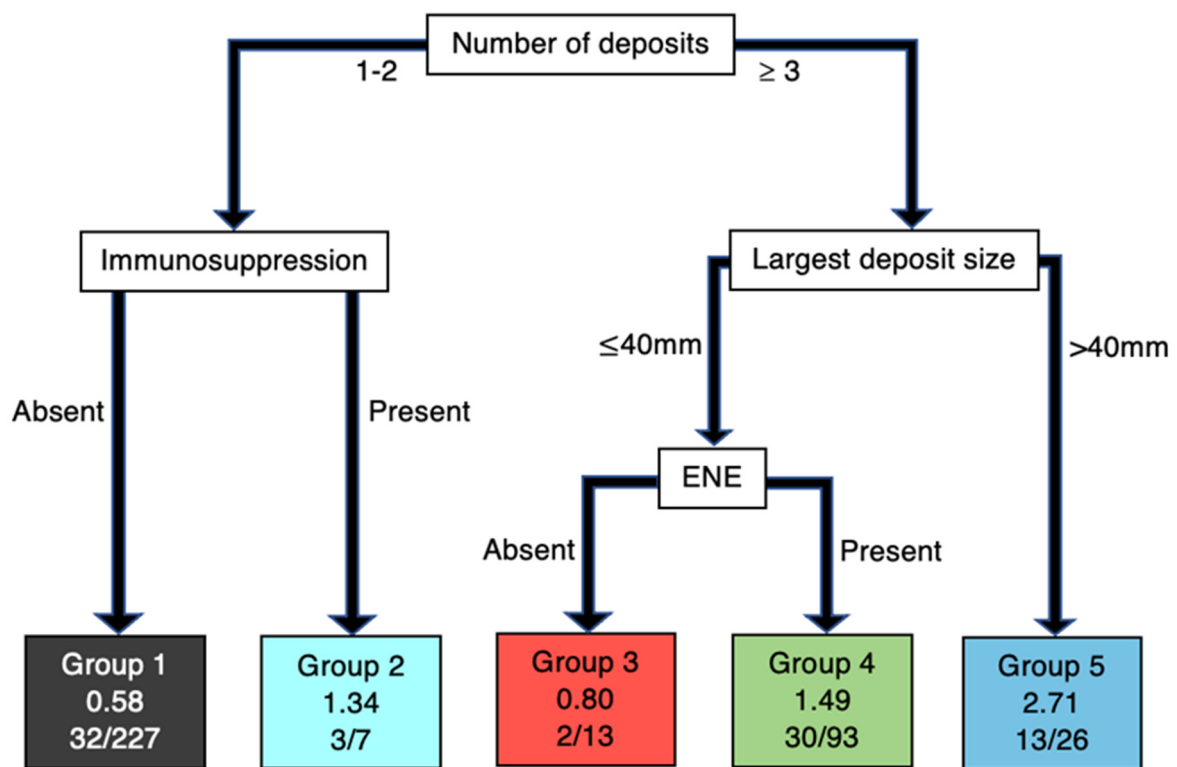 Number of deposits
1-2
≥ 3
Immunosuppression
Largest deposit size
≤40mm
>40mm
Absent
Present
ENE
Absent
Present
Group 1
0.58
32/227
Group 2
1.34
3/7
Group 3
0.80
2/13
Group 4
1.49
30/93
Group 5
2.71
13/26